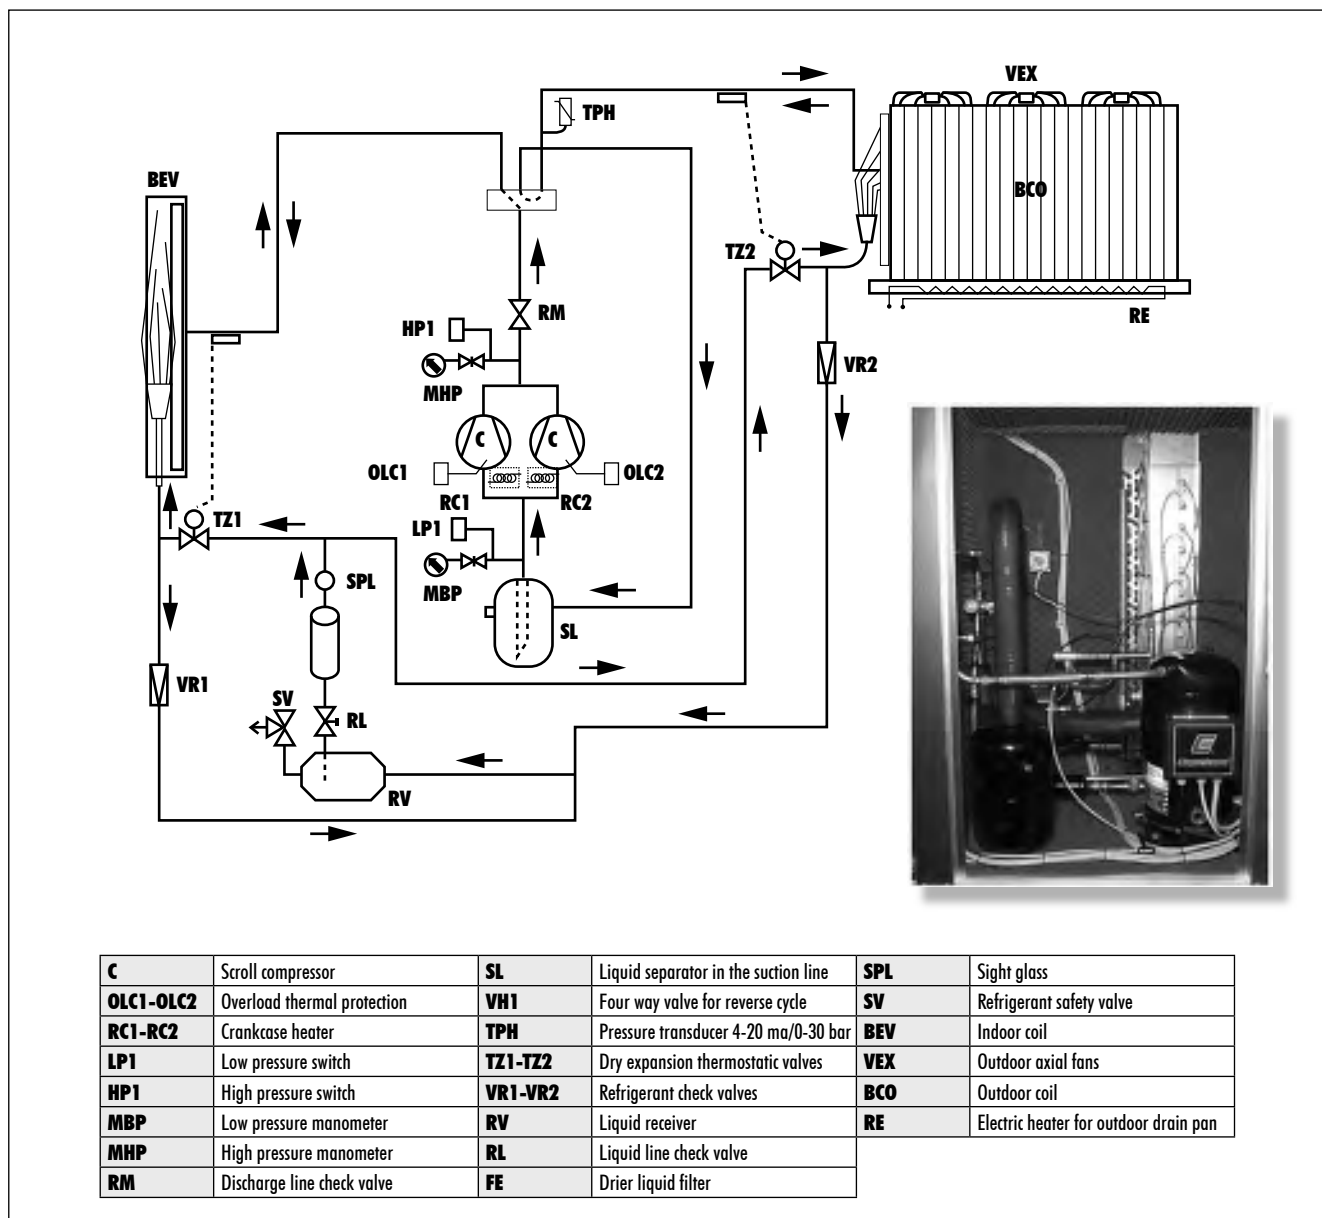 VEX
TPH
BEV
BCO
TZ2
RM
HP1
RE
VR2
MHP
C
C
OLC1
OLC2
RC1
RC2
TZ1
LP1
SPL
MBP
SL
VR1
SV
RL
RV
C Scroll compressor SL Liquid separator in the suction line SPL Sight glass
OLC1-OLC2 Overload thermal protection VH1 Four way valve for reverse cycle SV Refrigerant safety valve
RC1-RC2 Crankcase heater TPH Pressure transducer 4-20 ma/0-30 bar BEV Indoor coil
LP1 Low pressure switch TZ1-TZ2 Dry expansion thermostatic valves VEX Outdoor axial fans
HP1 High pressure switch VR1-VR2 Refrigerant check valves BCO Outdoor coil
MBP Low pressure manometer RV Liquid receiver RE Electric heater for outdoor drain pan
MHP High pressure manometer RL Liquid line check valve
RM Discharge line check valve FE Drier liquid filter